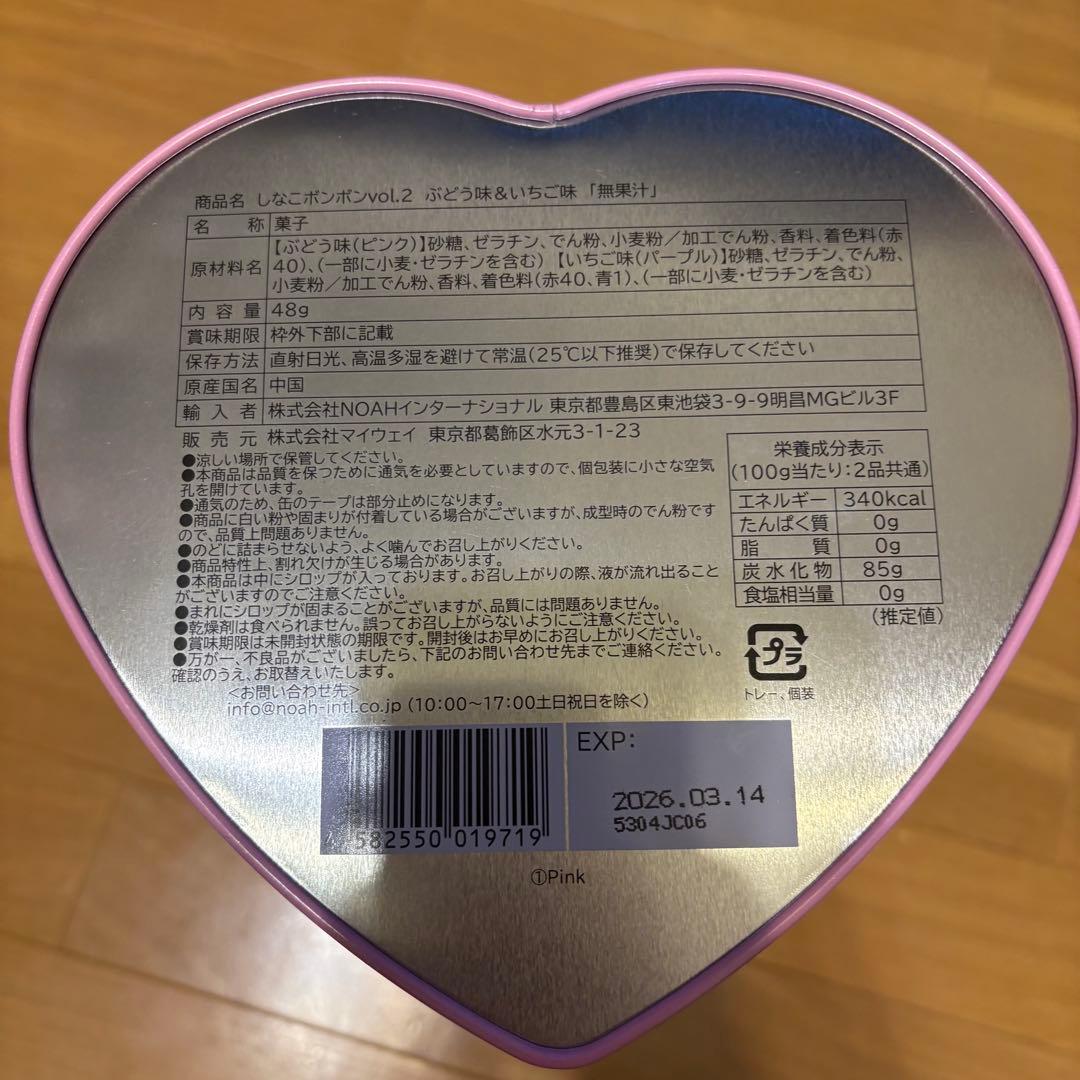 商品名 しなこボンボンvol.2 ぶどう味&いちご味 「無果汁」
名称 菓子
原材料名 【ぶどう味(ピンク)】砂糖、ゼラチン、でん粉、小麦粉/加工でん粉、香料、着色料(赤
40)、(一部に小麦・ゼラチンを含む) 【いちご味(パープル)】砂糖、ゼラチン、でん粉、
小麦粉/加工でん粉、香料、着色料(赤40、青1)、(一部に小麦・ゼラチンを含む)
内容量 48g
賞味期限 枠外下部に記載
保存方法 直射日光、高温多湿を避けて常温(25℃以下推奨)で保存してください
原産国名 中国
輸入者 株式会社NOAHインターナショナル 東京都豊島区東池袋3-9-9明昌MGビル3F
販売元 株式会社マイウェイ 東京都葛飾区水元3-1-23
●涼しい場所で保管してください。
●本商品は品質を保つために通気を必要としていますので、個包装に小さな空気
孔を開けています。
●通気のため、缶のテープは部分止めになります。
●商品に白い粉や固まりが付着している場合がございますが、成型時のでん粉です
ので、品質上問題ありません。
●のどに詰まらせないよう、よく噛んでお召し上がりください。
●商品特性上、割れ欠けが生じる場合があります。
●本商品は中にシロップが入っております。お召し上がりの際、液が流れ出ること
がございますのでご注意ください。
●まれにシロップが固まることがございますが、品質には問題ありません。
●乾燥剤は食べられません。誤ってお召し上がらないようにご注意ください。
●賞味期限は未開封状態の期限です。開封後はお早めにお召し上がりください。
●万が一、不良品がございましたら、下記のお問い合わせ先までご連絡ください。
確認のうえ、お取替えいたします。
<お問い合わせ先>
info@noah-intl.co.jp (10:00〜17:00土日祝日を除く)
栄養成分表示
(100g当たり:2品共通)
エネルギー 340kcal
たんぱく質 0g
脂質 0g
炭水化物 85g
食塩相当量 0g
(推定値)
プラ
トレー、個装
4 582550 019719
EXP:
2026.03.14
5304JC06
①Pink